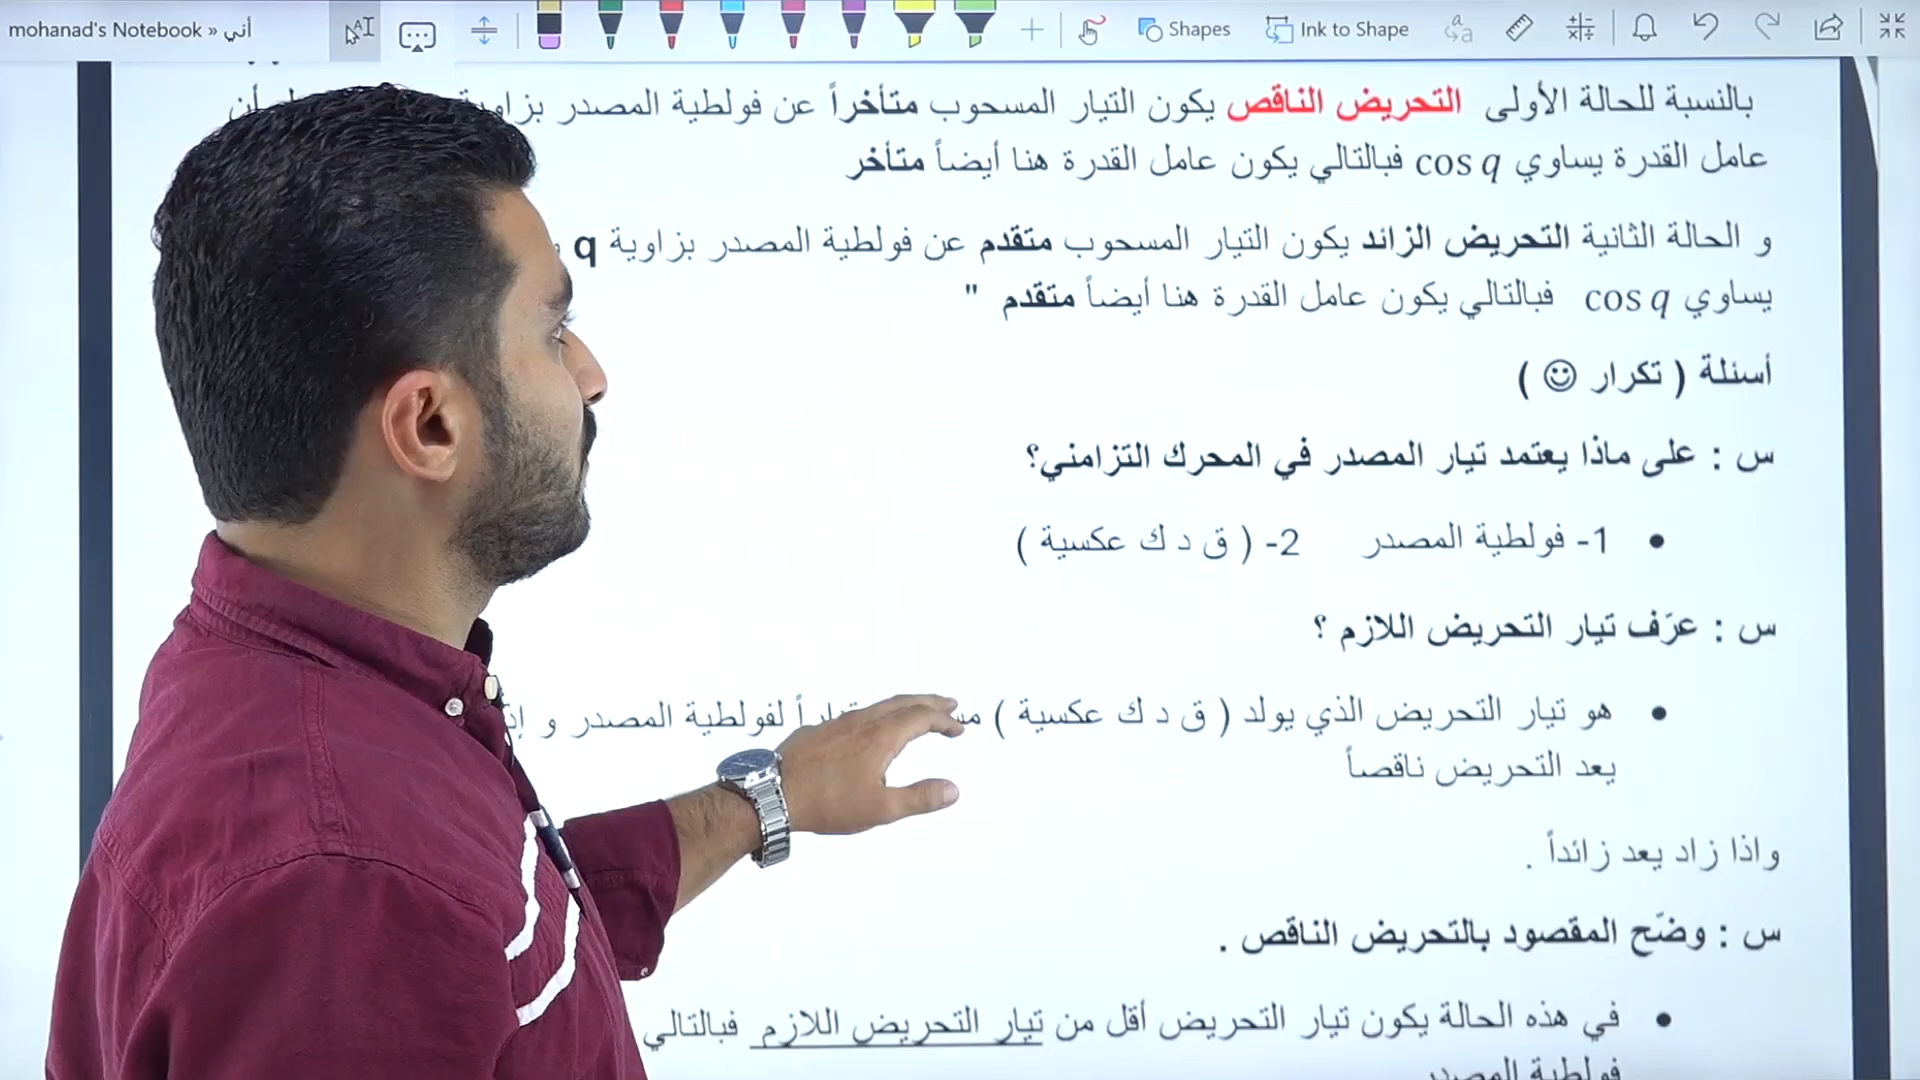 mohanad's Notebook » أني
Shapes
Ink to Shape
بالنسبة للحالة الأولى التحريض الناقص يكون التيار المسحوب متأخراً عن فولطية المصدر أن
عامل القدرة يساوي cos q فبالتالي يكون عامل القدرة هنا أيضاً متأخر
و الحالة الثانية التحريض الزائد يكون التيار المسحوب متقدم عن فولطية المصدر بزاوية q
يساوي cos q فبالتالي يكون عامل القدرة هنا أيضاً متقدم "
أسئلة ( تكرار ☺ )
س : على ماذا يعتمد تيار المصدر في المحرك التزامني؟
• 1- فولطية المصدر 2- ( ق د ك عكسية )
س : عرّف تيار التحريض اللازم ؟
• هو تيار التحريض الذي يولد ( ق د ك عكسية ) لفولطية المصدر و
يعد التحريض ناقصاً
واذا زاد يعد زائداً .
س : وضّح المقصود بالتحريض الناقص .
• في هذه الحالة يكون تيار التحريض أقل من تيار التحريض اللازم فبالتالي
فولطية المصدر